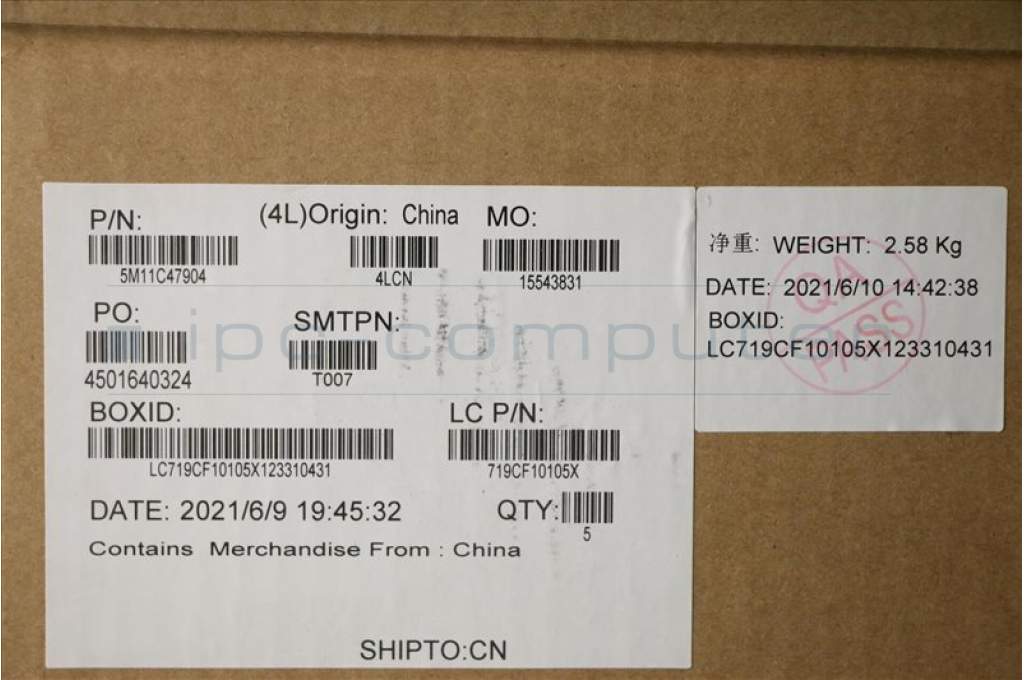 P/N: (4L)Origin: China MO:
5M11C47904 4LCN 15543831
PO: SMTPN:
4501640324 T007
BOXID: LC P/N:
LC719CF10105X123310431 719CF10105X
DATE: 2021/6/9 19:45:32 QTY:
5
Contains Merchandise From : China
SHIPTO:CN
净重: WEIGHT: 2.58 Kg
DATE: 2021/6/10 14:42:38
BOXID:
LC719CF10105X123310431
QA
PASS
ipc-computer